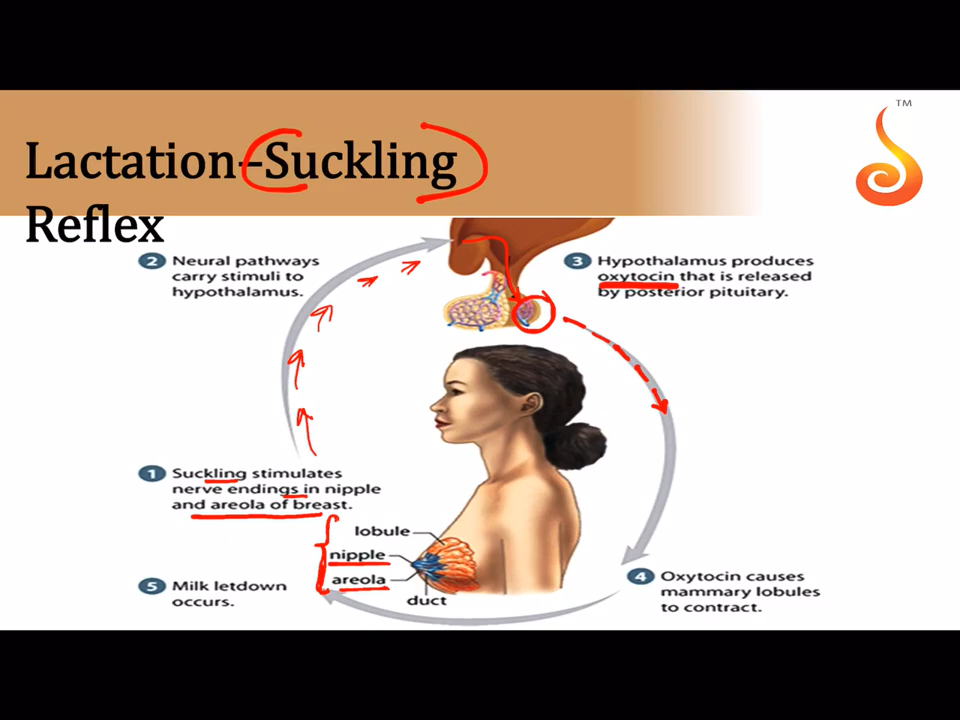 Lactation–Suckling
Reflex
TM
2 Neural pathways
carry stimuli to
hypothalamus.
3 Hypothalamus produces
oxytocin that is released
by posterior pituitary.
1 Suckling stimulates
nerve endings in nipple
and areola of breast.
lobule
nipple
areola
duct
5 Milk letdown
occurs.
4 Oxytocin causes
mammary lobules
to contract.